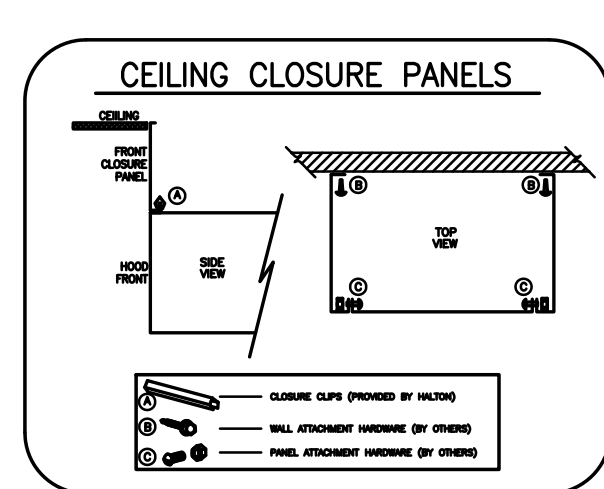 CEILING CLOSURE PANELS
CEIILING
FRONT
CLOSURE
PANEL
A
HOOD
FRONT
SIDE
VIEW
B
B
TOP
VIEW
C
C
A
CLOSURE CLIPS (PROVIDED BY HALTON)
B
WALL ATTACHMENT HARDWARE (BY OTHERS)
C
PANEL ATTACHMENT HARDWARE (BY OTHERS)